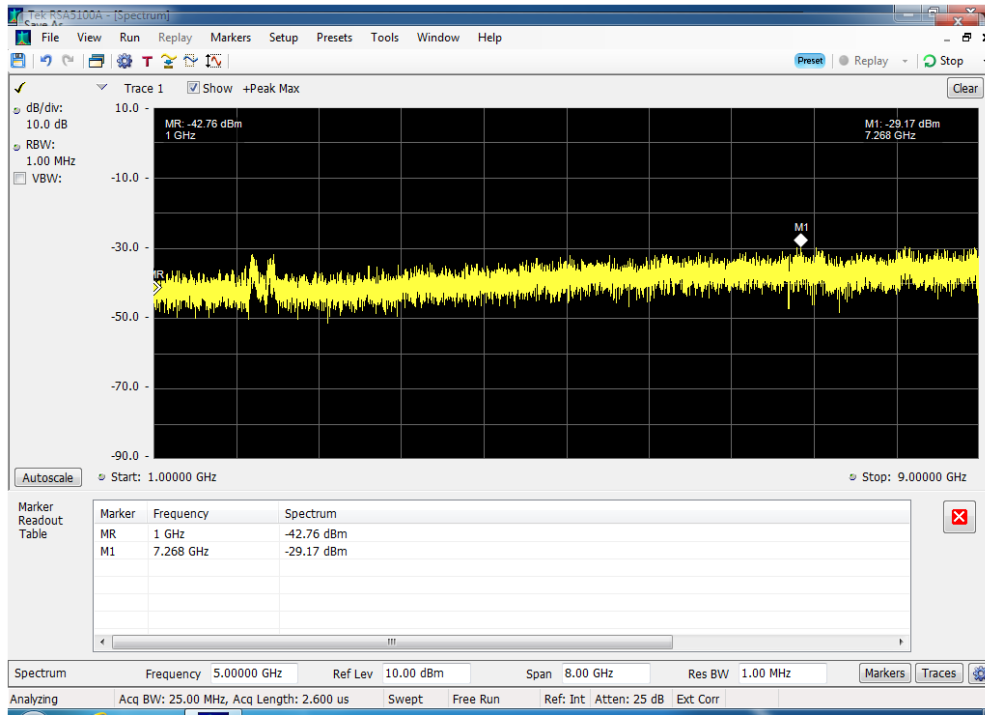 Tek RSA5100A - [Spectrum]
Save As
File View Run Replay Markers Setup Presets Tools Window Help
T Preset Replay Stop
Trace 1 Show +Peak Max Clear
dB/div:
10.0 dB
RBW:
1.00 MHz
VBW:
10.0
-10.0
-30.0
-50.0
-70.0
-90.0
MR: -42.76 dBm
1 GHz
M1: -29.17 dBm
7.268 GHz
M1
MR
Autoscale Start: 1.00000 GHz Stop: 9.00000 GHz
Marker
Readout
Table
Marker Frequency Spectrum
MR 1 GHz -42.76 dBm
M1 7.268 GHz -29.17 dBm
Spectrum Frequency 5.00000 GHz Ref Lev 10.00 dBm Span 8.00 GHz Res BW 1.00 MHz Markers Traces
Analyzing Acq BW: 25.00 MHz, Acq Length: 2.600 us Swept Free Run Ref: Int Atten: 25 dB Ext Corr